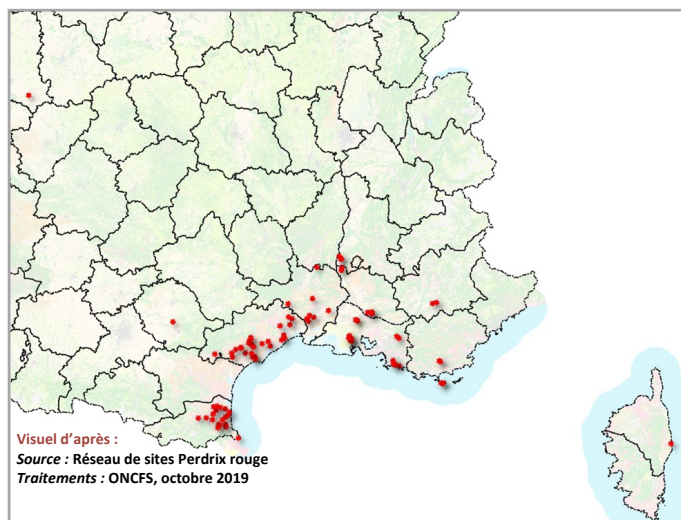 Visuel d'après :
Source : Réseau de sites Perdrix rouge
Traitements : ONCFS, octobre 2019